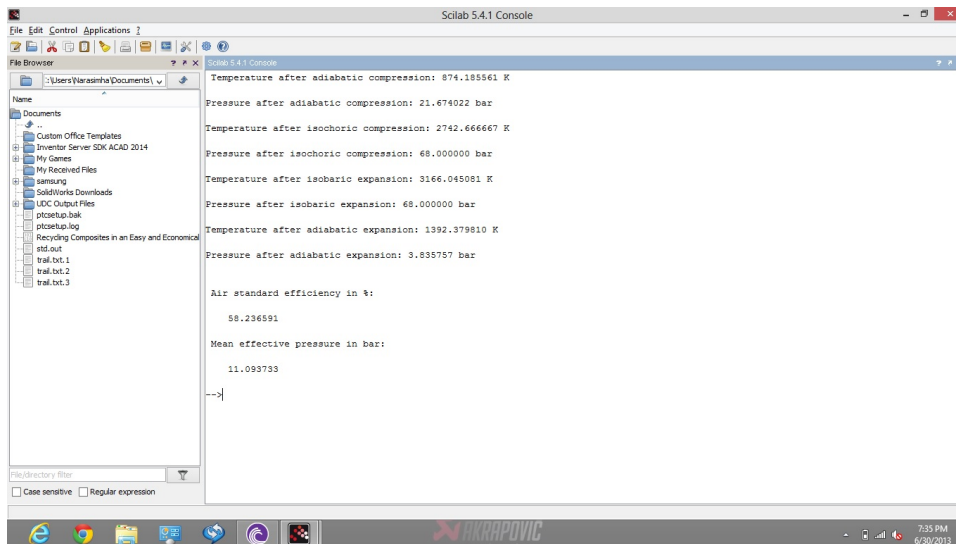 Scilab 5.4.1 Console
File Edit Control Applications ?
File Browser
Scilab 5.4.1 Console
:\Users\Narasimha\Documents\
Name
Documents
..
Custom Office Templates
Inventor Server SDK ACAD 2014
My Games
My Received Files
samsung
SolidWorks Downloads
UDC Output Files
ptcsetup.bak
ptcsetup.log
Recycling Composites in an Easy and Economical
std.out
trail.txt.1
trail.txt.2
trail.txt.3
Temperature after adiabatic compression: 874.185561 K
Pressure after adiabatic compression: 21.674022 bar
Temperature after isochoric compression: 2742.666667 K
Pressure after isochoric compression: 68.000000 bar
Temperature after isobaric expansion: 3166.045081 K
Pressure after isobaric expansion: 68.000000 bar
Temperature after adiabatic expansion: 1392.379810 K
Pressure after adiabatic expansion: 3.835757 bar
Air standard efficiency in %:
58.236591
Mean effective pressure in bar:
11.093733
-->
File/directory filter
Case sensitive Regular expression
AKRAPOVIC
7:35 PM
6/30/2013